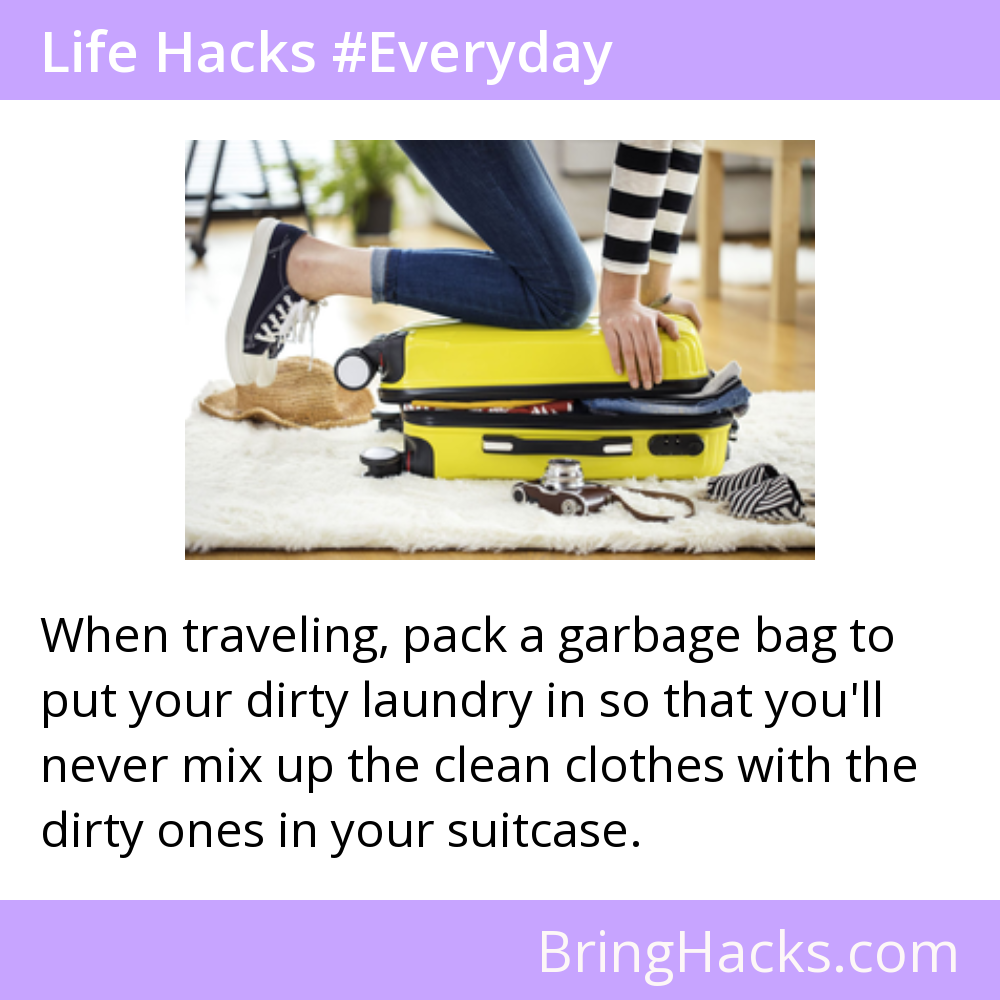 Life Hacks #Everyday
When traveling, pack a garbage bag to
put your dirty laundry in so that you'll
never mix up the clean clothes with the
dirty ones in your suitcase.
BringHacks.com